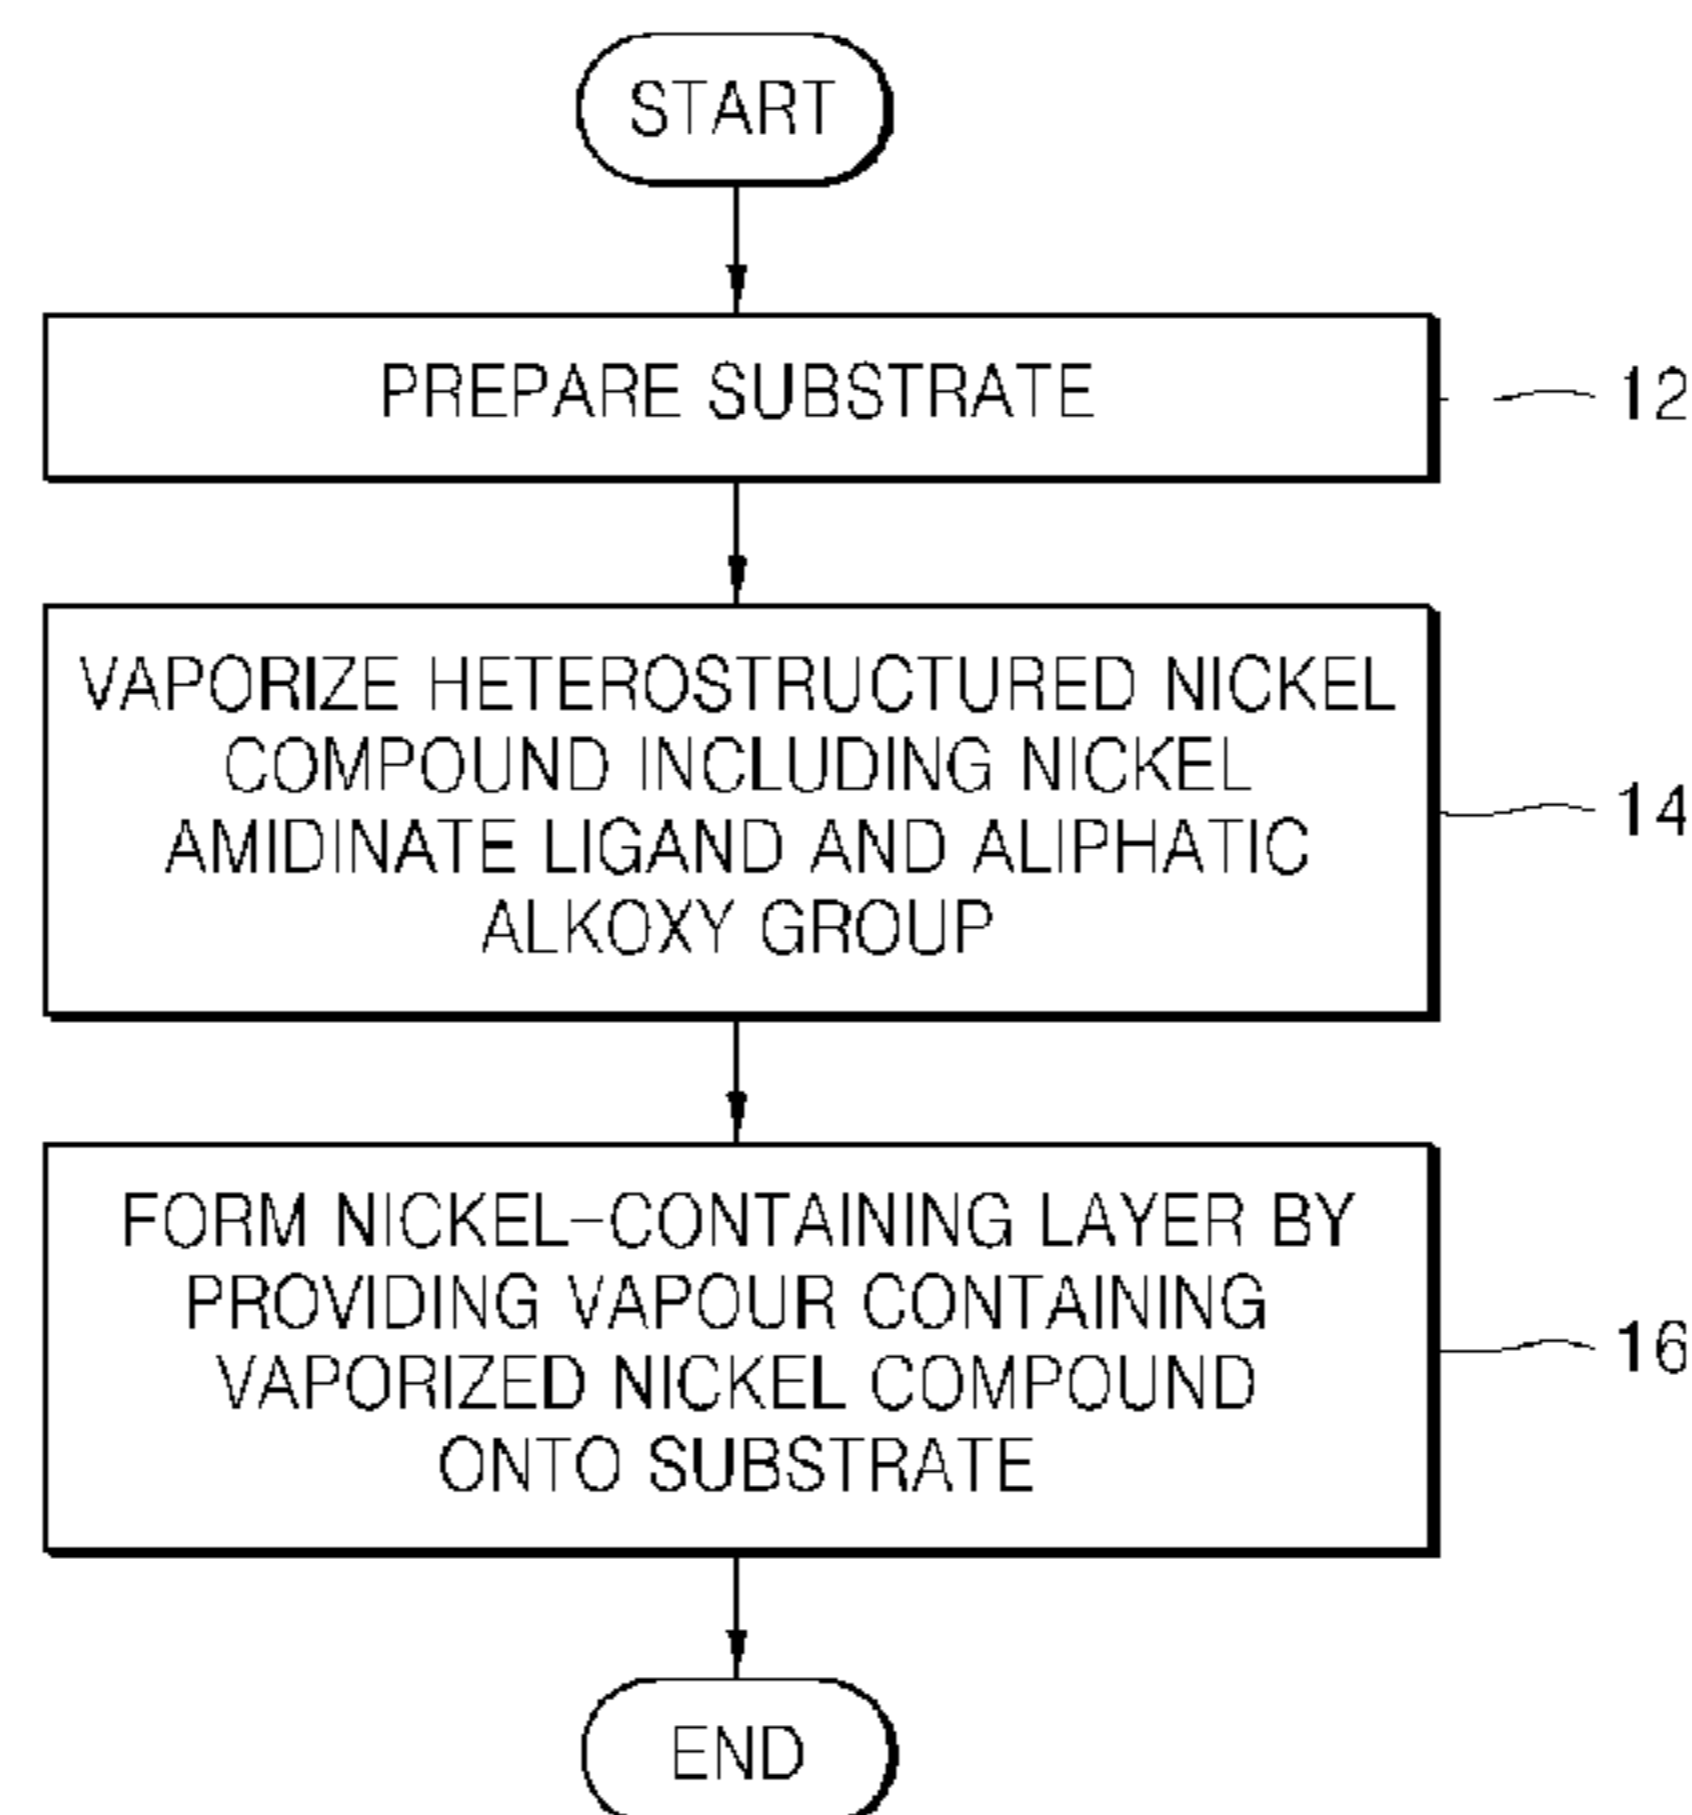 START
PREPARE SUBSTRATE
12
VAPORIZE HETEROSTRUCTURED NICKEL
COMPOUND INCLUDING NICKEL
AMIDINATE LIGAND AND ALIPHATIC
ALKOXY GROUP
14
FORM NICKEL-CONTAINING LAYER BY
PROVIDING VAPOUR CONTAINING
VAPORIZED NICKEL COMPOUND
ONTO SUBSTRATE
16
END